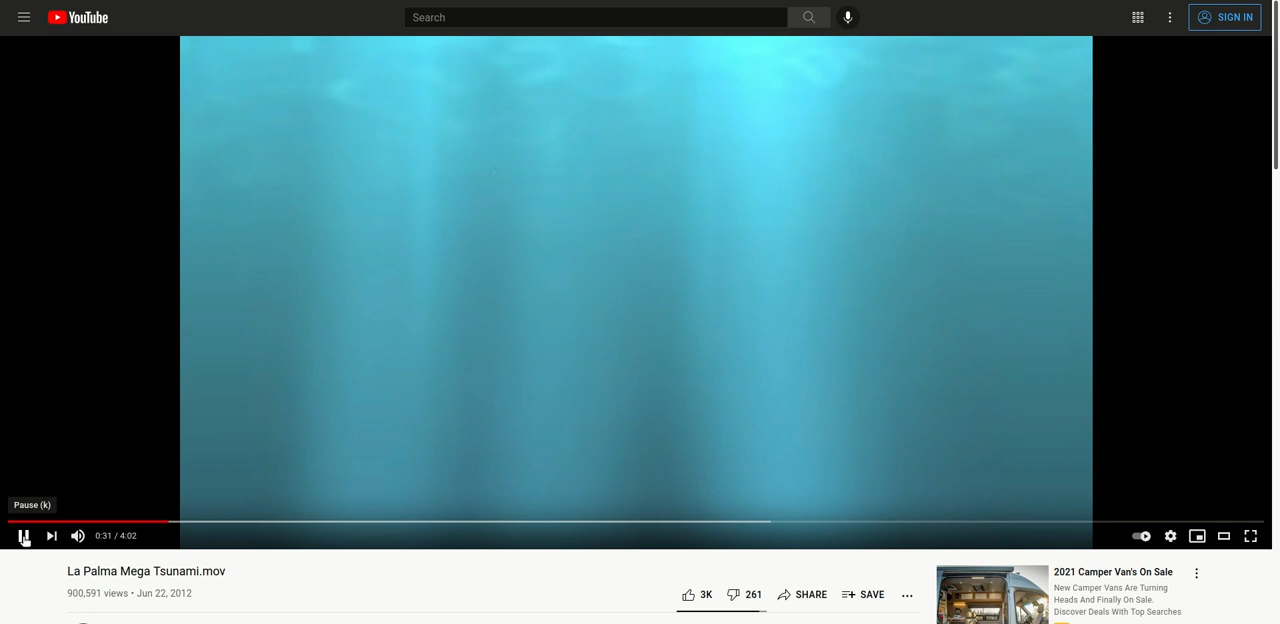 YouTube
Search
SIGN IN
Pause (k)
0:31 / 4:02
La Palma Mega Tsunami.mov
900,591 views • Jun 22, 2012
3K
261
SHARE
SAVE
2021 Camper Van's On Sale
New Camper Vans Are Turning
Heads And Finally On Sale.
Discover Deals With Top Searches